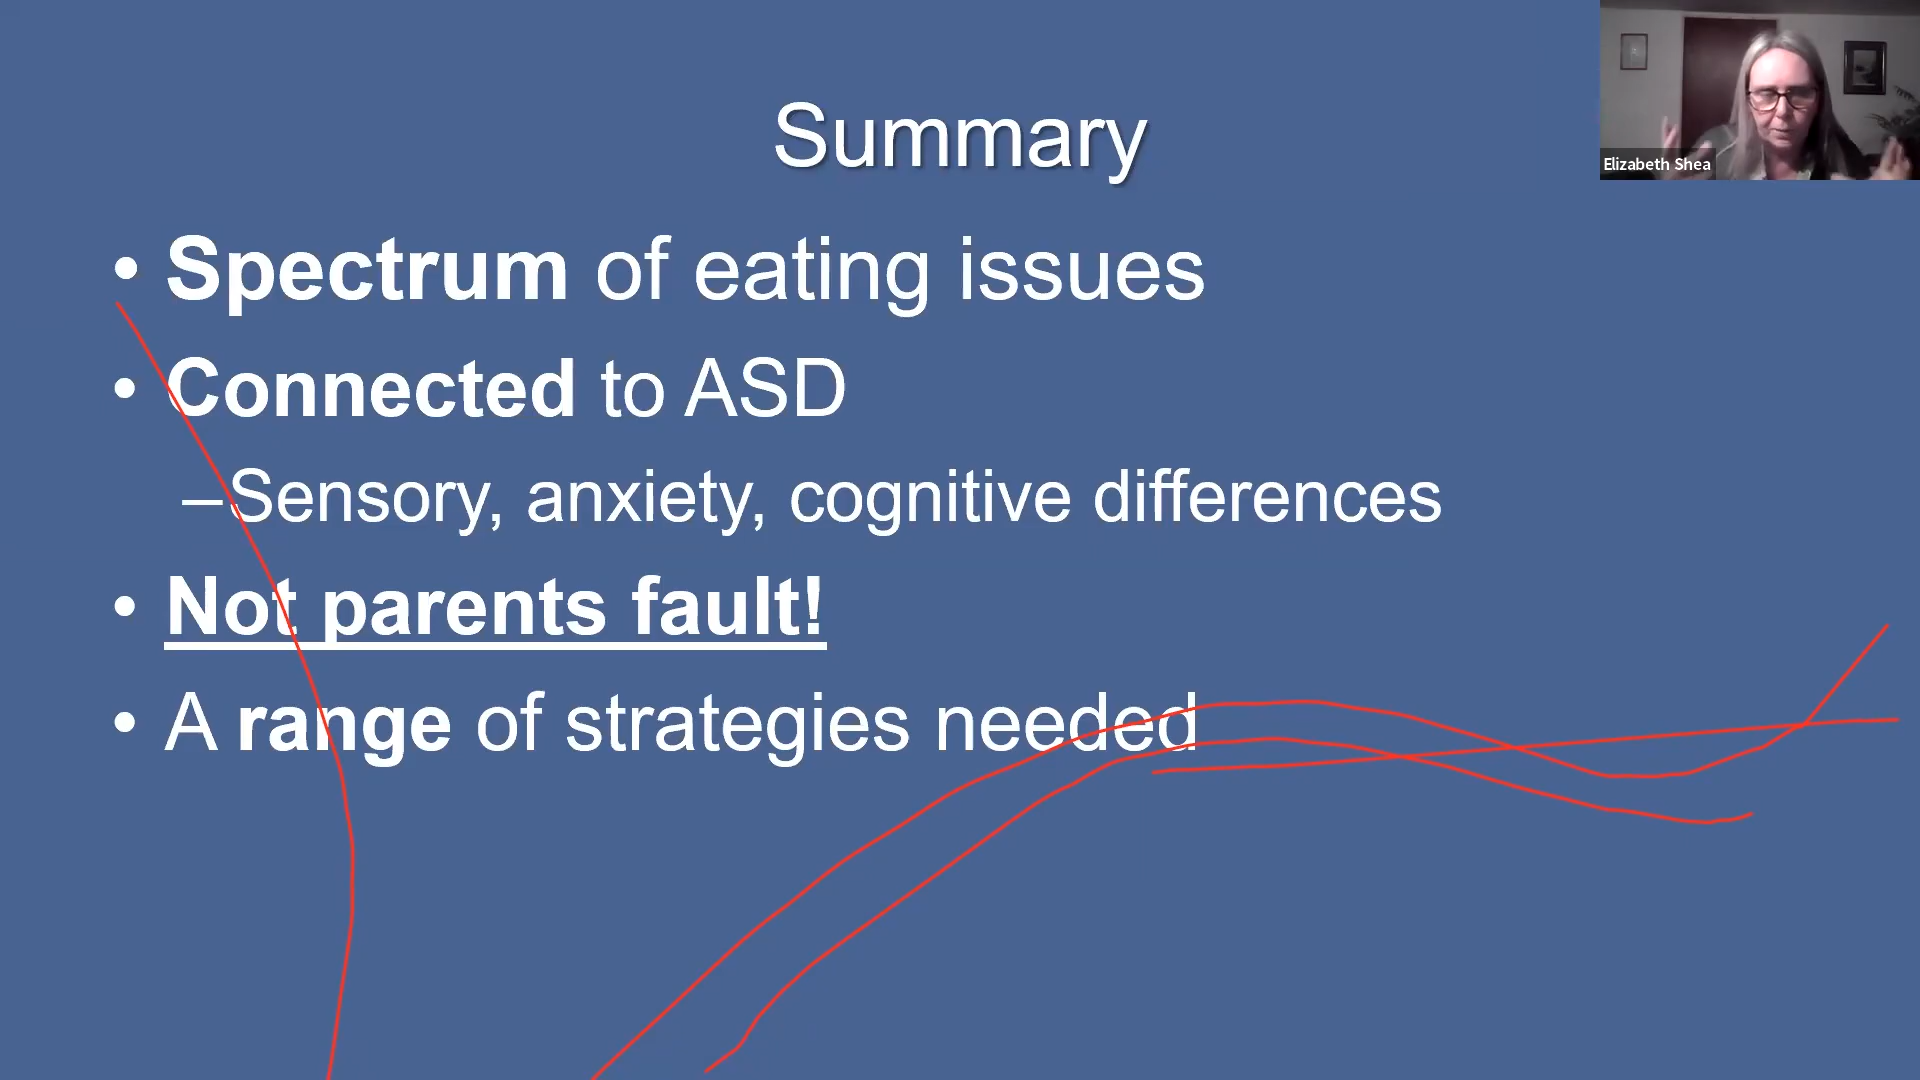 Summary
Elizabeth Shea
• Spectrum of eating issues
• Connected to ASD
–Sensory, anxiety, cognitive differences
• Not parents fault!
• A range of strategies needed